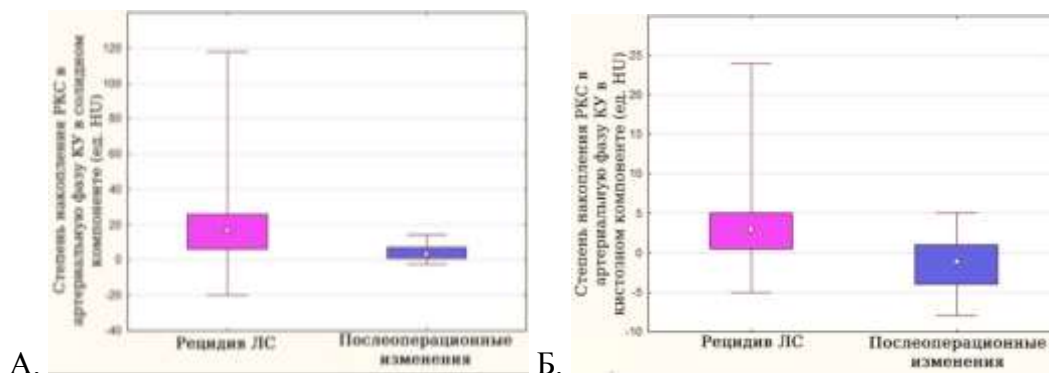 Степень накопления РКС в
артериальную фазу КУ в солидном
компоненте (ед. HU)
120
100
80
60
40
20
0
-20
-40
Рецидив ЛС
Послеоперационные
изменения
А.
Степень накопления РКС в
артериальную фазу КУ в
кистозном компоненте (ед. HU)
25
20
15
10
5
0
-5
-10
Рецидив ЛС
Послеоперационные
изменения
Б.